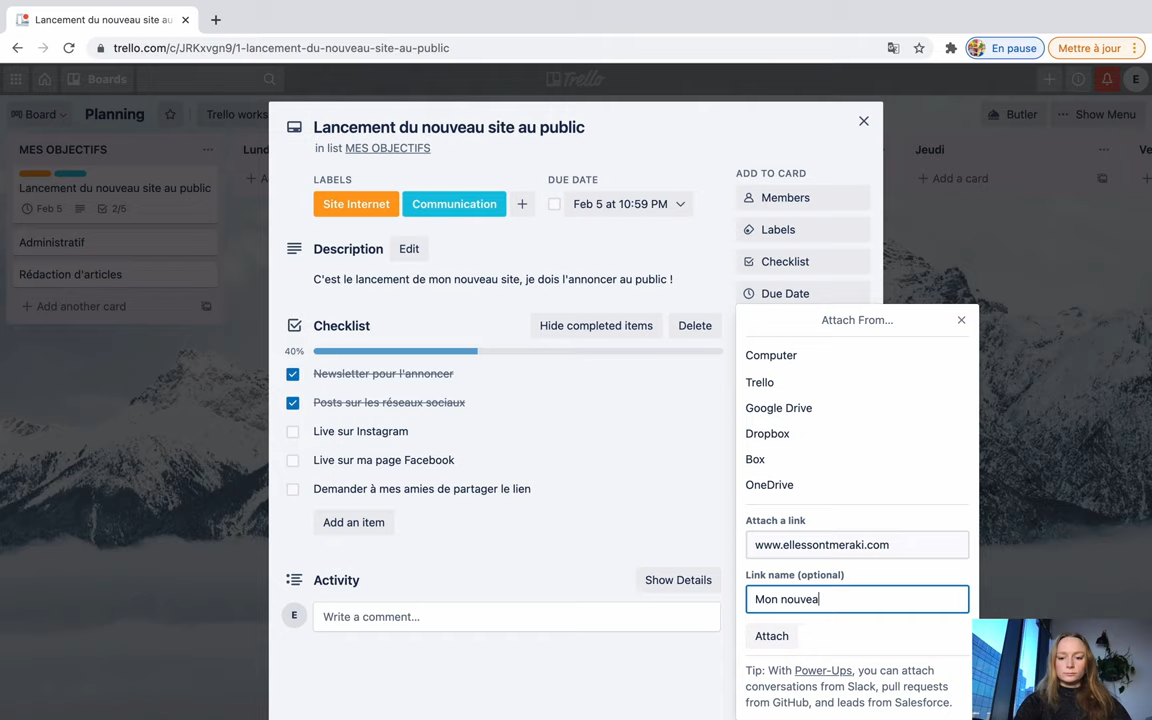 Lancement du nouveau site au
trello.com/c/JRKxvgn9/1-lancement-du-nouveau-site-au-public
En pause
Mettre à jour
Boards
Trello
E
Board
Planning
Trello works
Butler
Show Menu
MES OBJECTIFS
Lancement du nouveau site au public
Feb 5
2/5
Administratif
Rédaction d'articles
+ Add another card
Jeudi
+ Add a card
Lancement du nouveau site au public
in list MES OBJECTIFS
LABELS
Site Internet
Communication
+
DUE DATE
Feb 5 at 10:59 PM
Description
Edit
C'est le lancement de mon nouveau site, je dois l'annoncer au public !
Checklist
Hide completed items
Delete
40%
Newsletter pour l'annoncer
Posts sur les réseaux sociaux
Live sur Instagram
Live sur ma page Facebook
Demander à mes amies de partager le lien
Add an item
Activity
Show Details
E
Write a comment...
ADD TO CARD
Members
Labels
Checklist
Due Date
Attach From...
Computer
Trello
Google Drive
Dropbox
Box
OneDrive
Attach a link
www.ellessontmeraki.com
Link name (optional)
Mon nouvea
Attach
Tip: With Power-Ups, you can attach
conversations from Slack, pull requests
from GitHub, and leads from Salesforce.